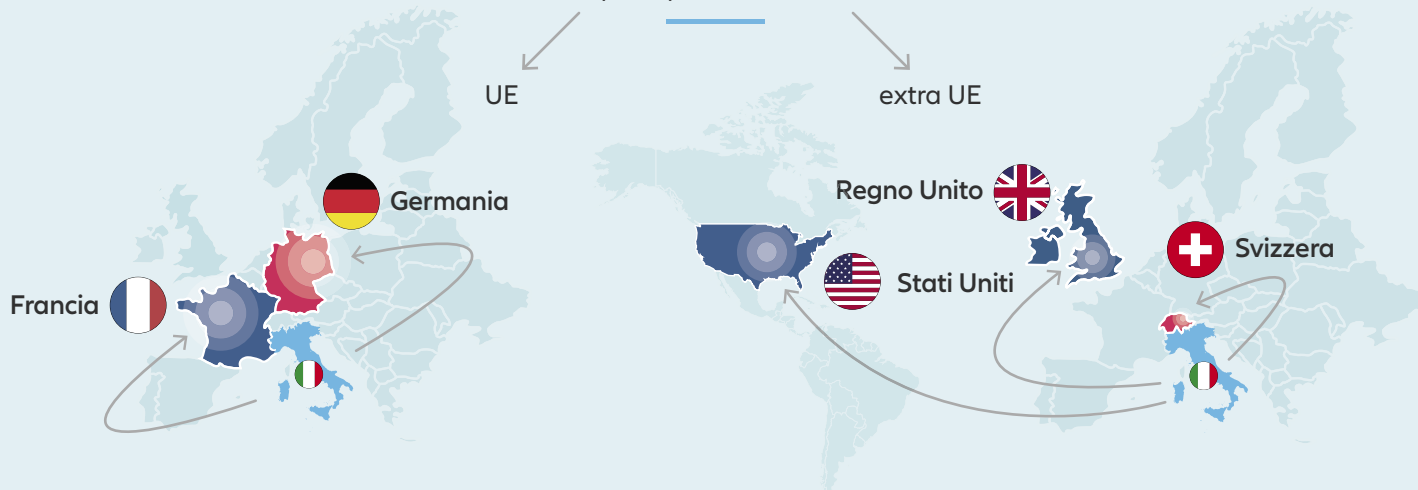 UE
extra UE
Germania
Francia
Regno Unito
Stati Uniti
Svizzera